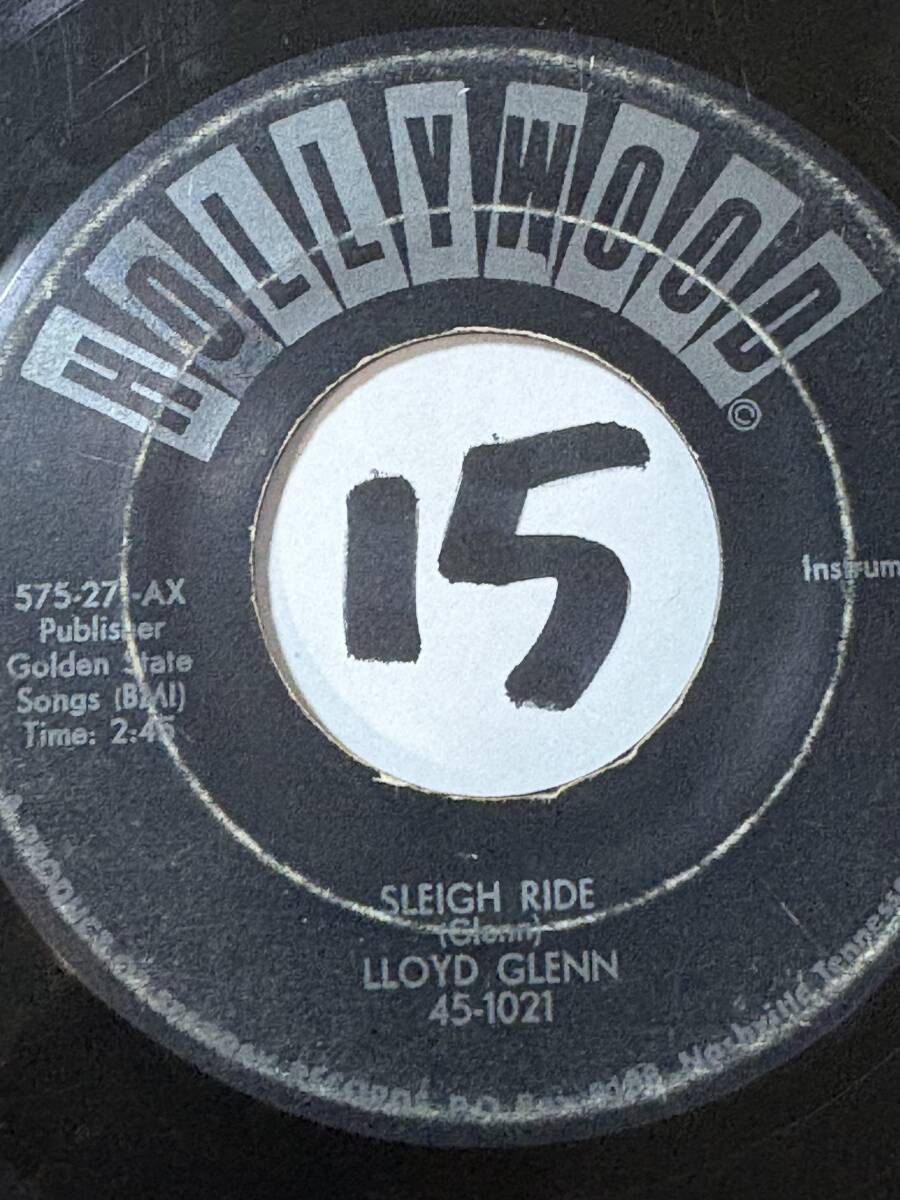 HOLLYWOOD
©
15
575-27 -AX
Publisher
Golden State
Songs (BMI)
Time: 2:45
Instrum
SLEIGH RIDE
(Glenn)
LLOYD GLENN
45-1021
Nashville, Tennesse